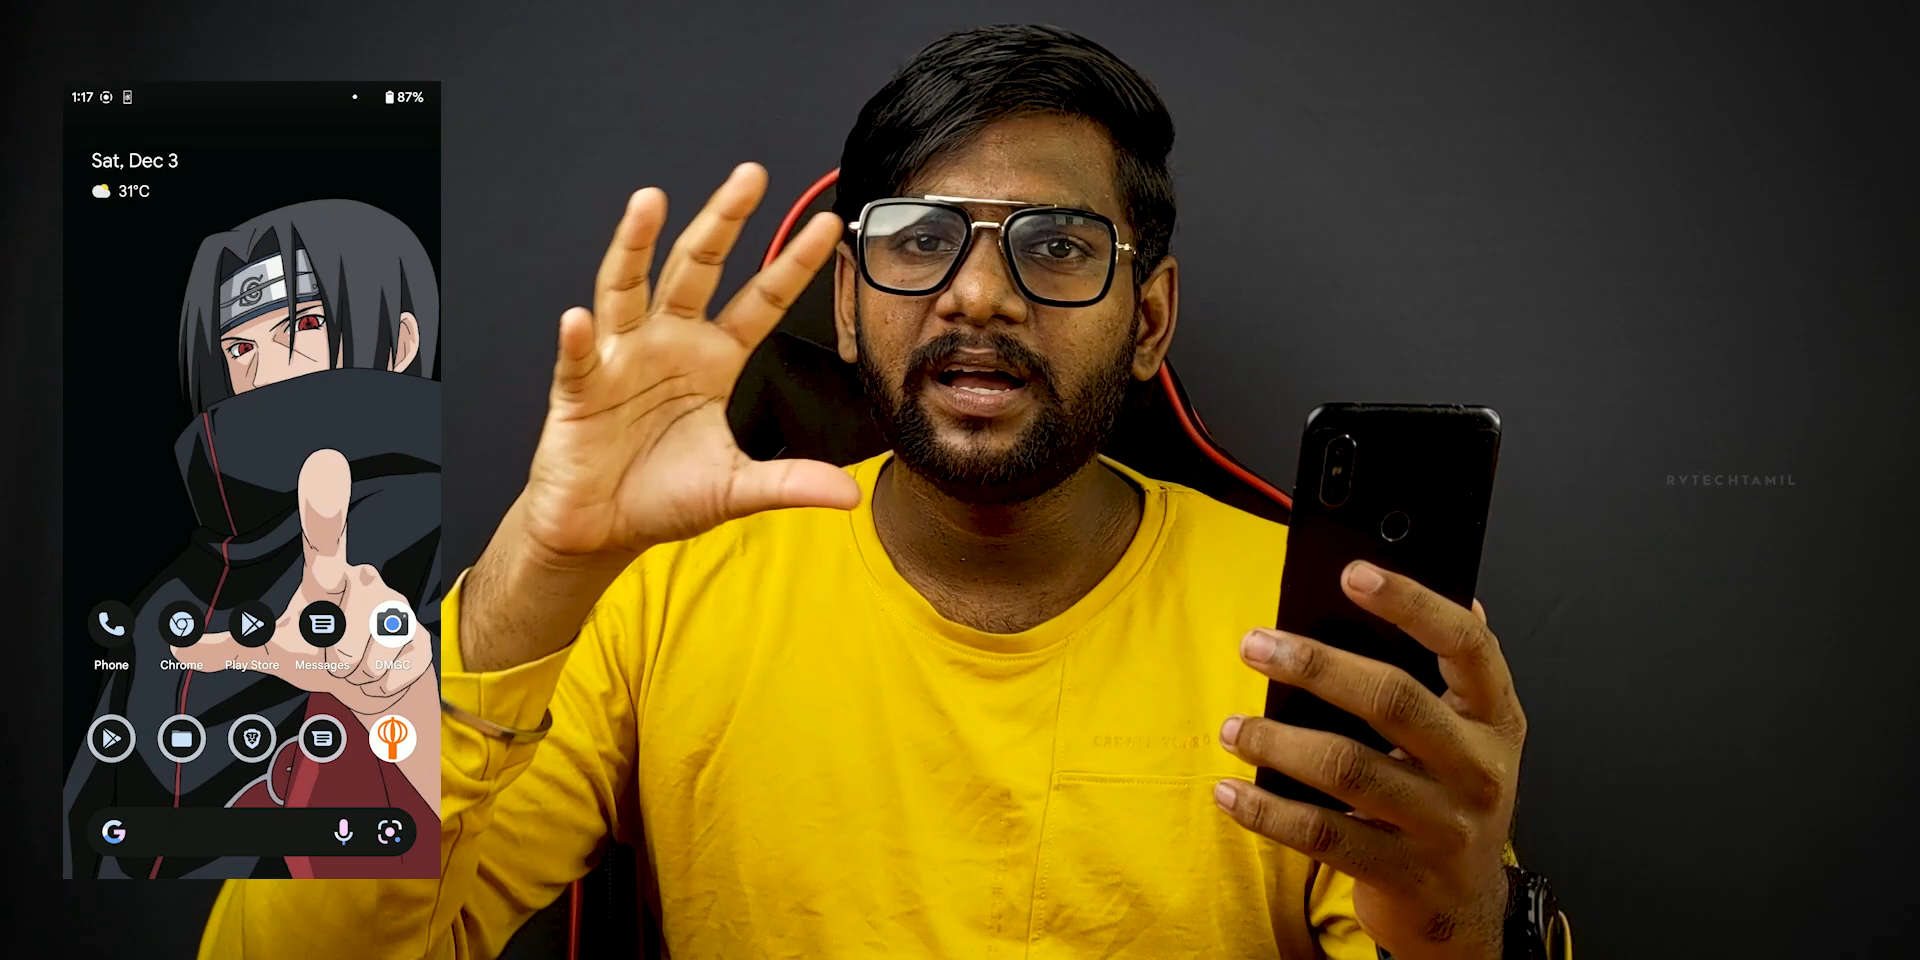 1:17
87%
Sat, Dec 3
31°C
Phone
Chrome
Play Store
Messages
DMGC
G
RVTECHTAMIL